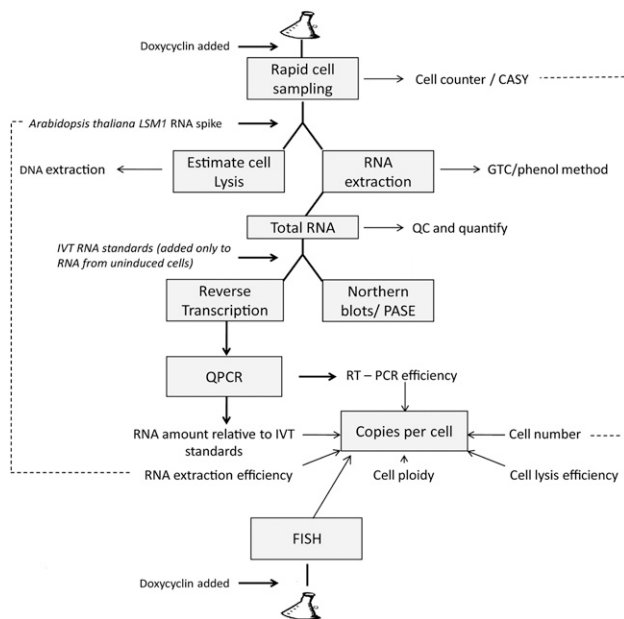 Doxycyclin added
Rapid cell
sampling
Cell counter / CASY
Arabidopsis thaliana LSM1 RNA spike
DNA extraction
Estimate cell
Lysis
RNA
extraction
GTC/phenol method
Total RNA
QC and quantify
IVT RNA standards (added only to
RNA from uninduced cells)
Reverse
Transcription
Northern
blots/ PASE
QPCR
RT – PCR efficiency
RNA amount relative to IVT
standards
Copies per cell
Cell number
RNA extraction efficiency
Cell ploidy
Cell lysis efficiency
FISH
Doxycyclin added